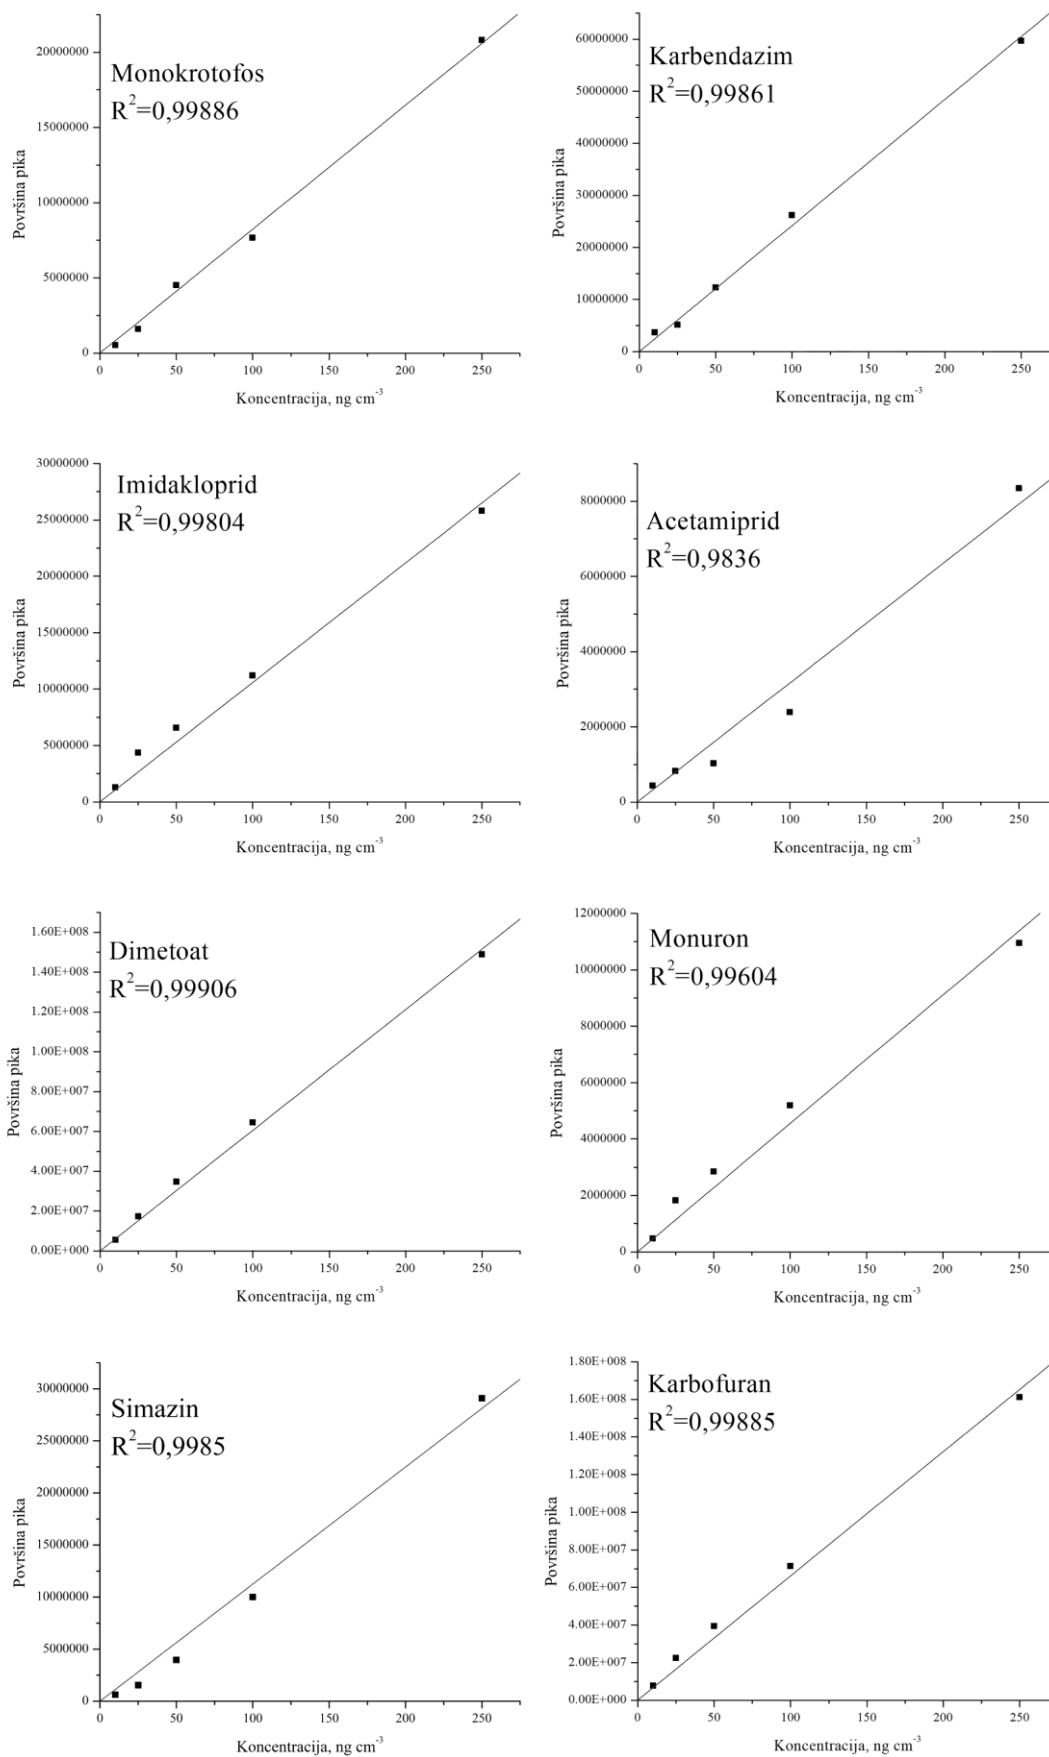 Monokrotofos
R²=0,99886
Površina pika
20000000
15000000
10000000
5000000
0
0 50 100 150 200 250
Koncentracija, ng cm⁻³
Karbendazim
R²=0,99861
Površina pika
60000000
50000000
40000000
30000000
20000000
10000000
0
0 50 100 150 200 250
Koncentracija, ng cm⁻³
Imidakloprid
R²=0,99804
Površina pika
30000000
25000000
20000000
15000000
10000000
5000000
0
0 50 100 150 200 250
Koncentracija, ng cm⁻³
Acetamiprid
R²=0,9836
Površina pika
8000000
6000000
4000000
2000000
0
0 50 100 150 200 250
Koncentracija, ng cm⁻³
Dimetoat
R²=0,99906
Površina pika
1.60E+008
1.40E+008
1.20E+008
1.00E+008
8.00E+007
6.00E+007
4.00E+007
2.00E+007
0.00E+000
0 50 100 150 200 250
Koncentracija, ng cm⁻³
Monuron
R²=0,99604
Površina pika
12000000
10000000
8000000
6000000
4000000
2000000
0
0 50 100 150 200 250
Koncentracija, ng cm⁻³
Simazin
R²=0,9985
Površina pika
30000000
25000000
20000000
15000000
10000000
5000000
0
0 50 100 150 200 250
Koncentracija, ng cm⁻³
Karbofuran
R²=0,99885
Površina pika
1.80E+008
1.60E+008
1.40E+008
1.20E+008
1.00E+008
8.00E+007
6.00E+007
4.00E+007
2.00E+007
0.00E+000
0 50 100 150 200 250
Koncentracija, ng cm⁻³